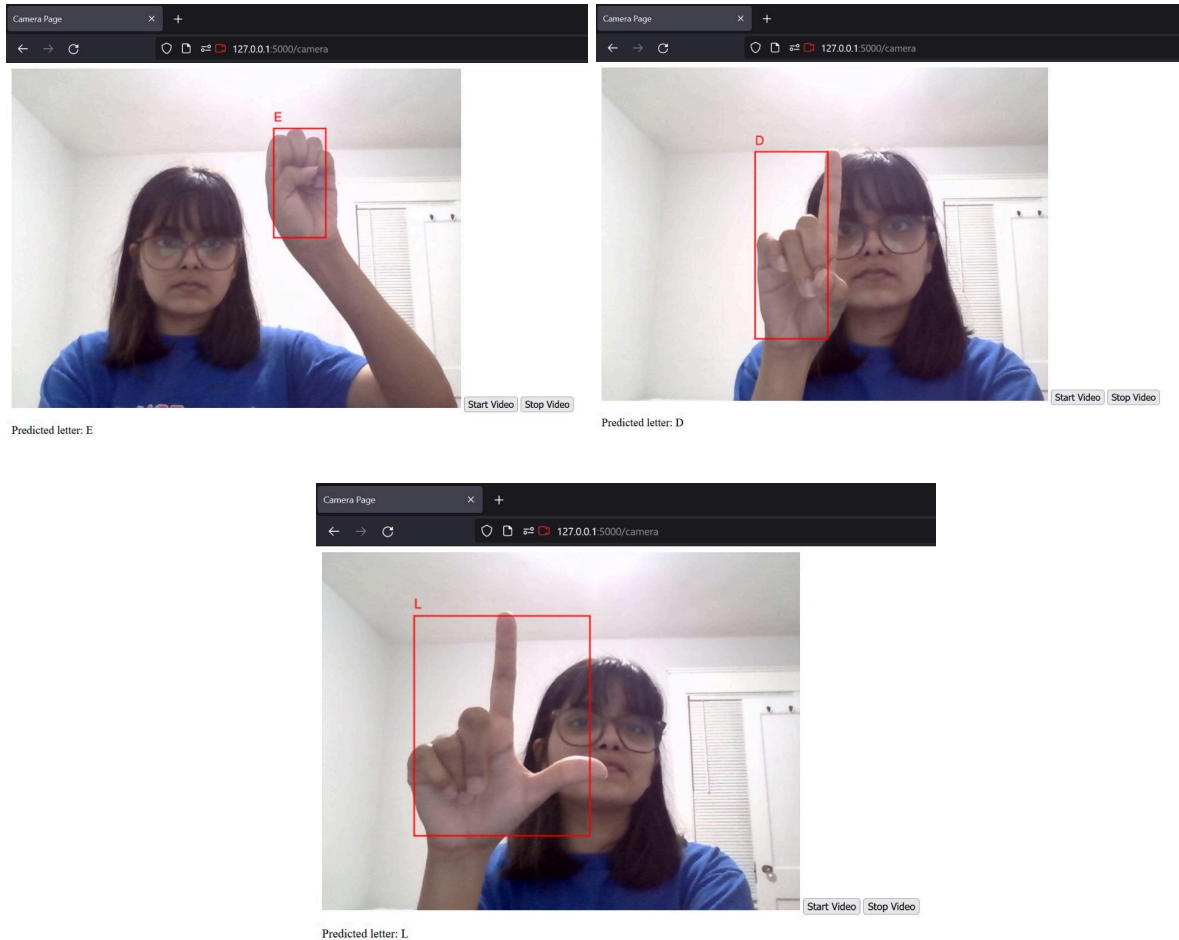 Camera Page
127.0.0.1:5000/camera
E
Start Video Stop Video
Predicted letter: E
Camera Page
127.0.0.1:5000/camera
D
Start Video Stop Video
Predicted letter: D
Camera Page
127.0.0.1:5000/camera
L
Start Video Stop Video
Predicted letter: L